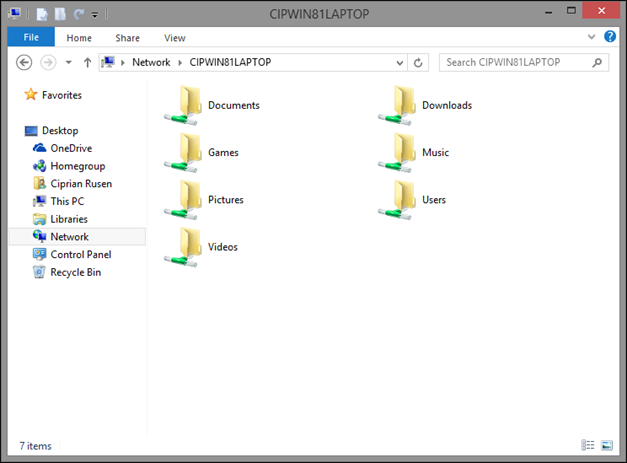 CIPWIN81LAPTOP
File Home Share View
Network CIPWIN81LAPTOP
Search CIPWIN81LAPTOP
Favorites
Desktop
OneDrive
Homegroup
Ciprian Rusen
This PC
Libraries
Network
Control Panel
Recycle Bin
Documents
Downloads
Games
Music
Pictures
Users
Videos
7 items